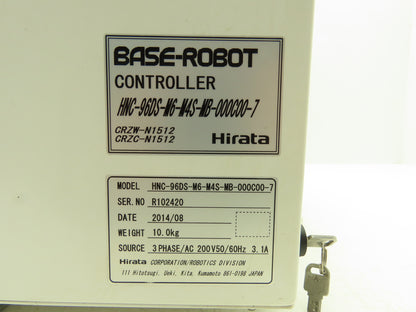 BASE-ROBOT
CONTROLLER
HNC-96DS-M6-M4S-MB-000C00-7
CRZW-N1512
CRZC-N1512
Hirata
MODEL HNC-96DS-M6-M4S-MB-000C00-7
SER.NO R102420
DATE 2014/08
WEIGHT 10.0kg
SOURCE 3 PHASE/AC 200V50/60Hz 3.1A
Hirata CORPORATION/ROBOTICS DIVISION
111 Hitotsugi. Ueki. Kita. Kumamoto 861-0198 JAPAN